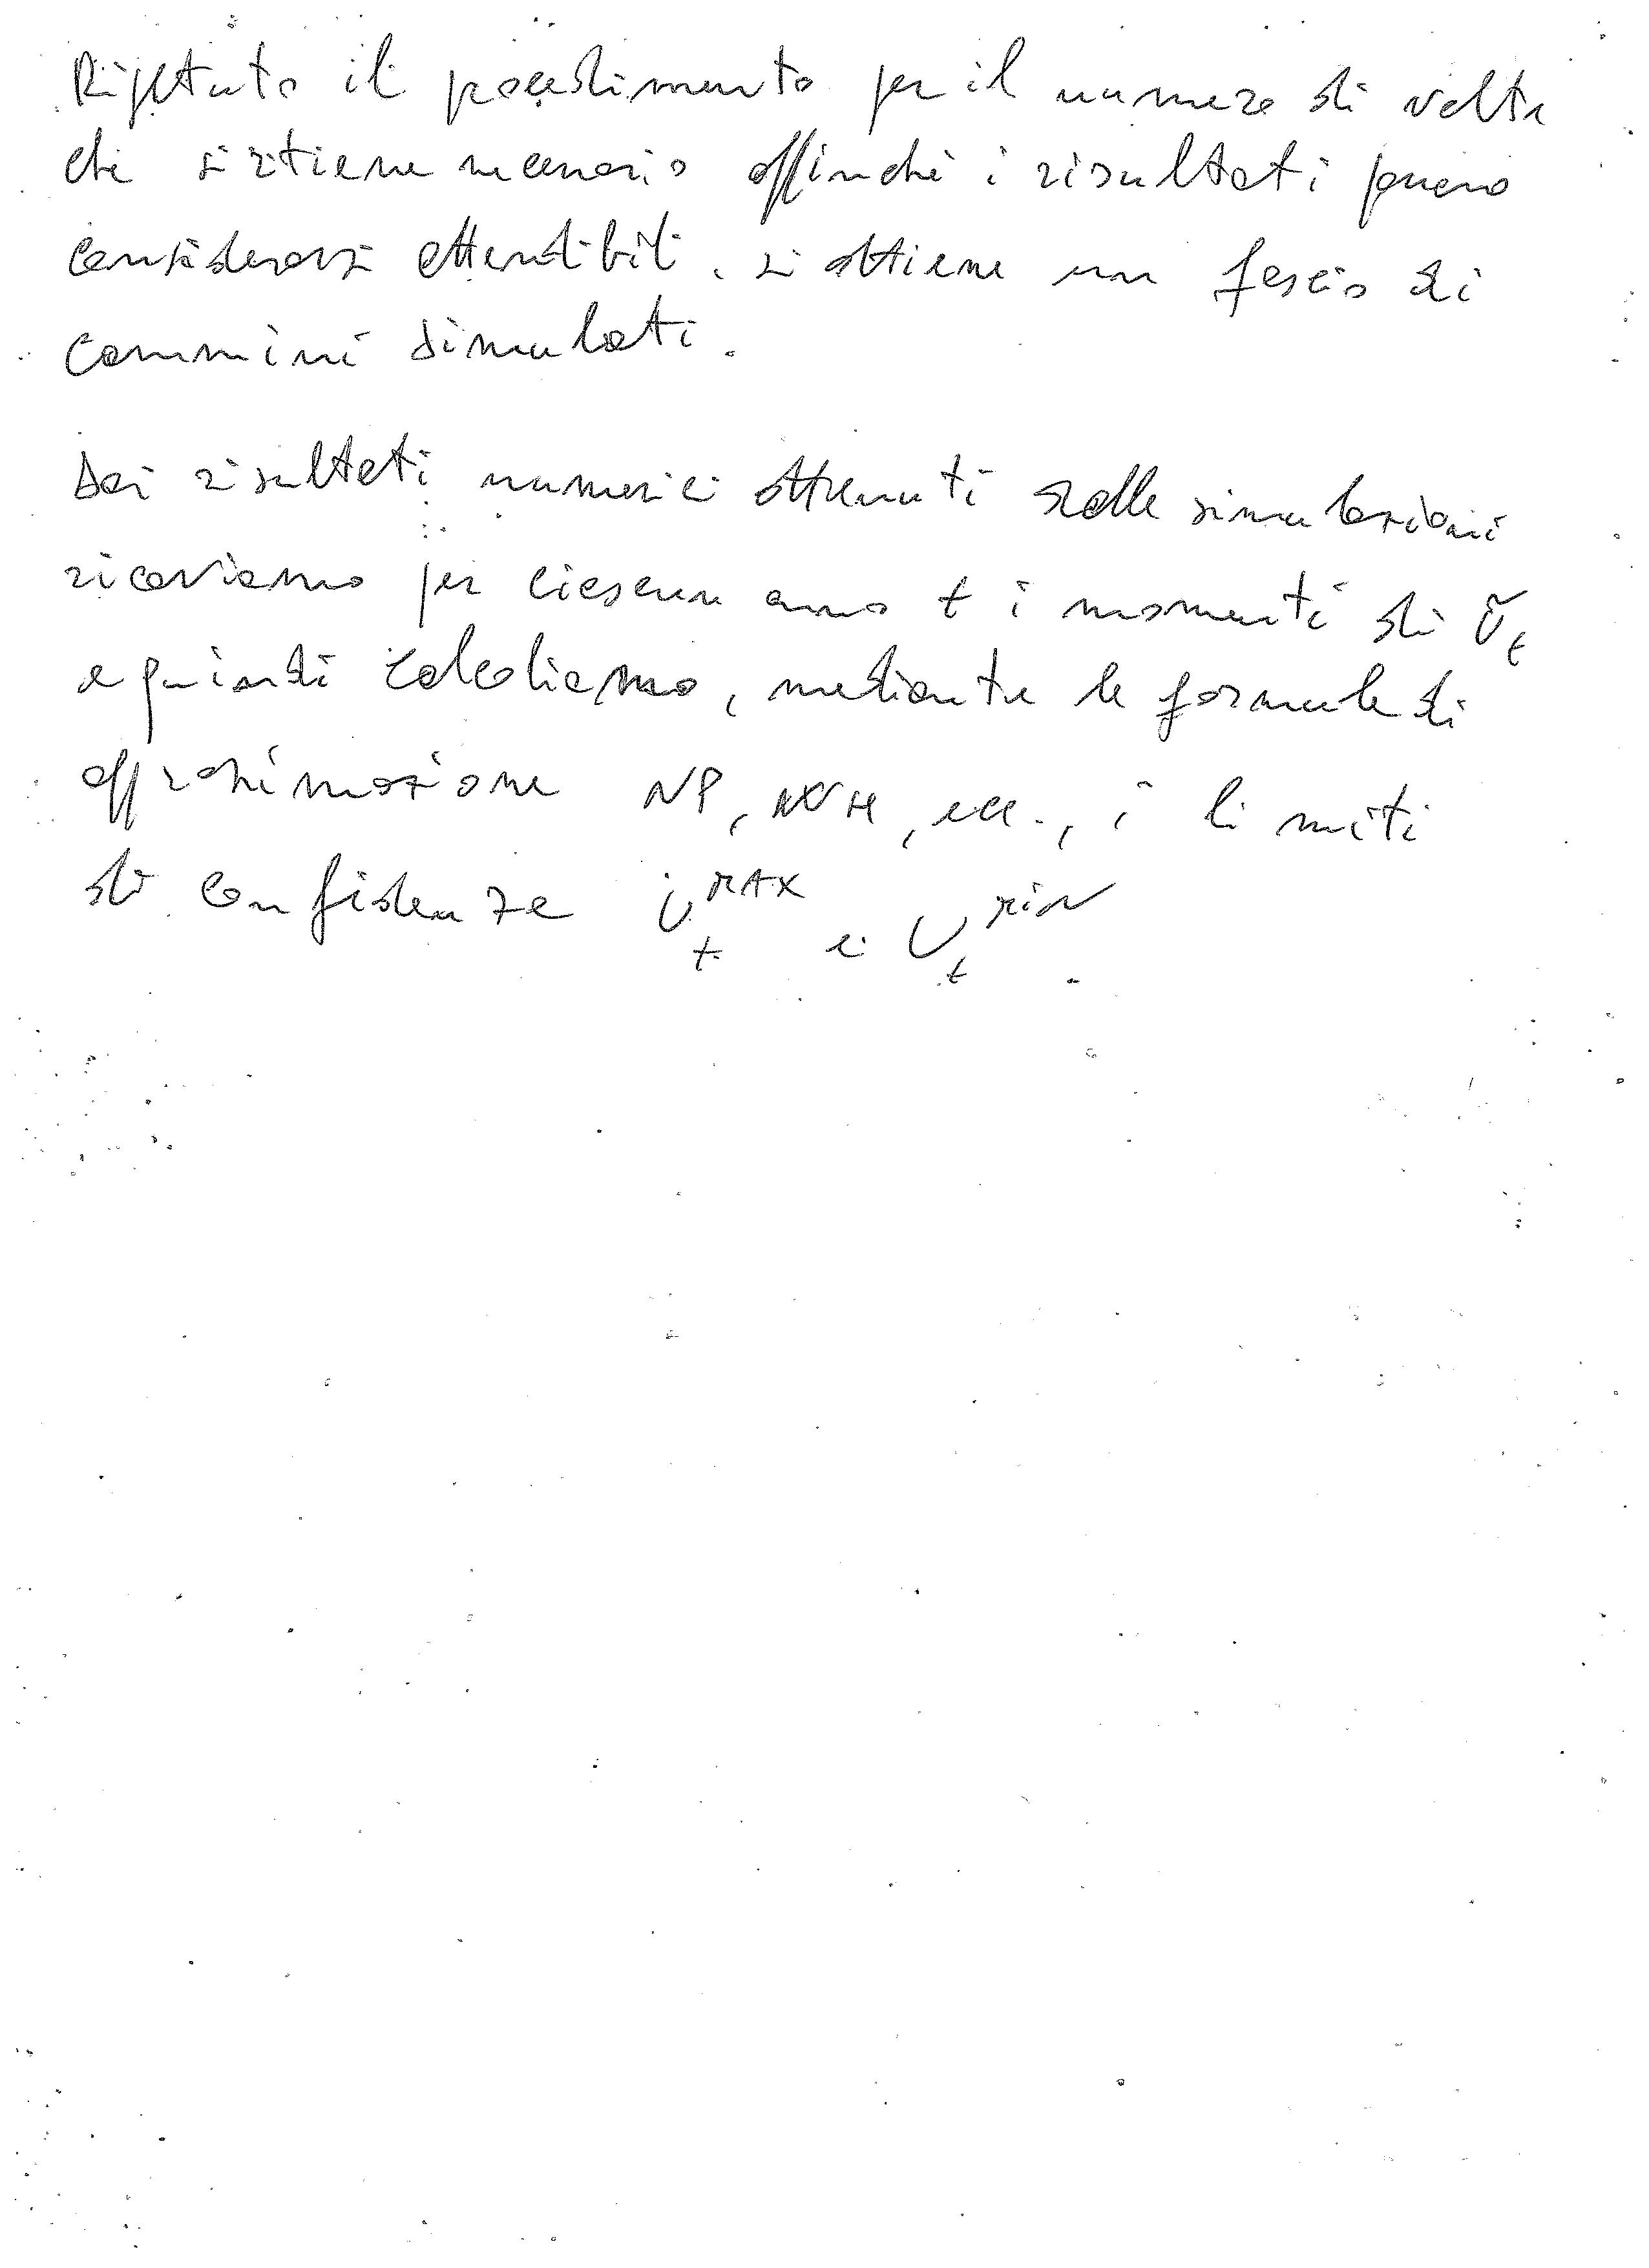 Ripetuto il procedimento per il numero di volte
che si ritiene necessario affinché i risultati possano
considerarsi attendibili, si ottiene un fascio di
cammini simulati.
Dai risultati numerici ottenuti dalle simulazioni
ricaviamo per ciascun anno t i momenti di Ũ_t
e quindi calcoliamo, mediante le formule di
approssimazione NP, WH, ecc., i limiti
di confidenza U_t^MAX e U_t^MIN.